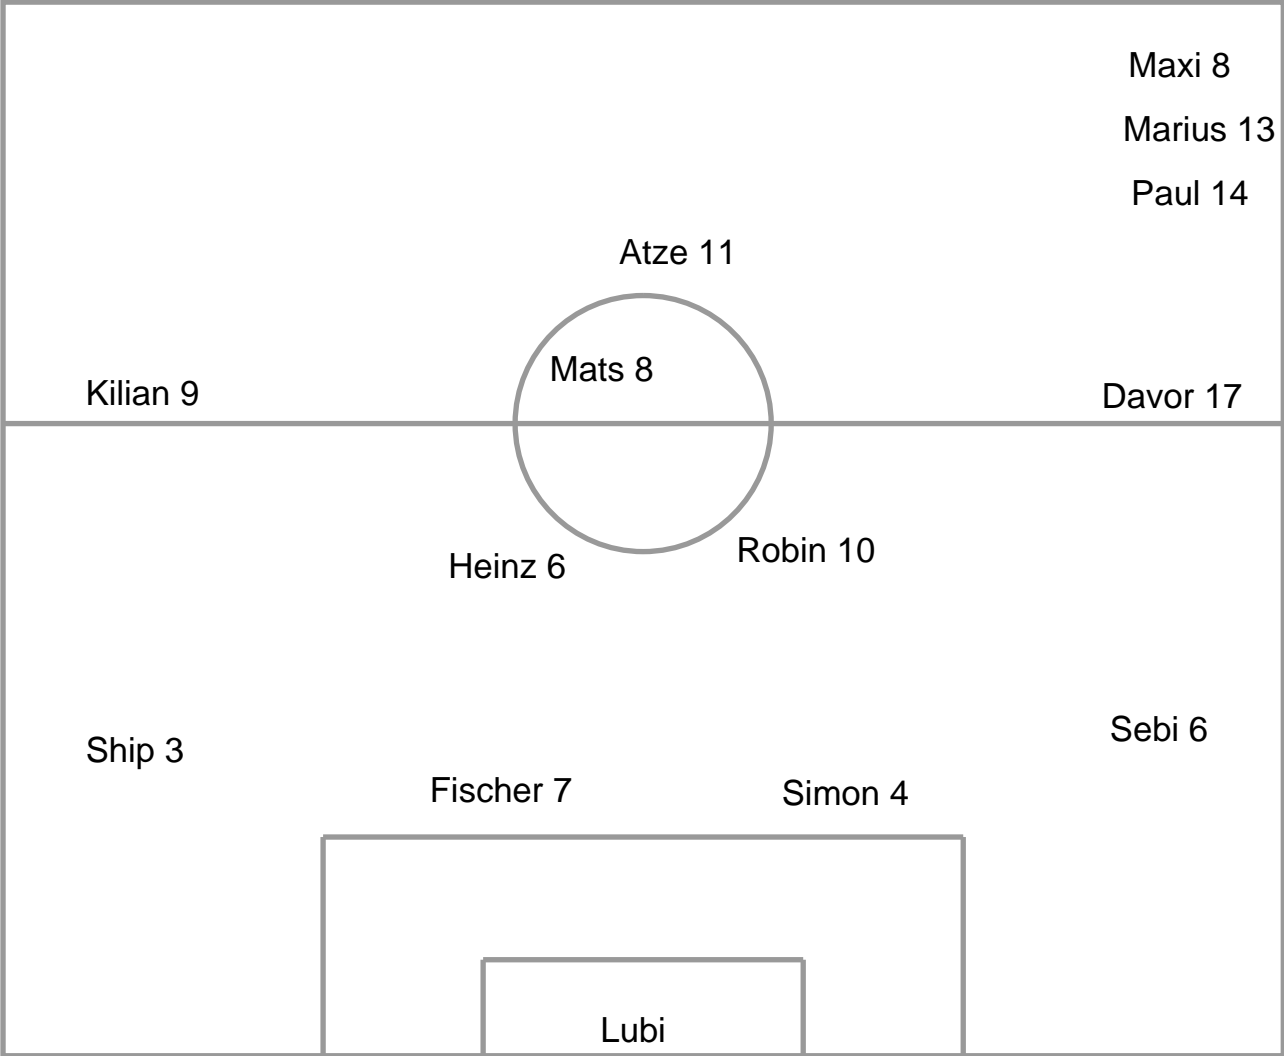 Maxi 8
Marius 13
Paul 14
Atze 11
Mats 8
Kilian 9
Davor 17
Robin 10
Heinz 6
Sebi 6
Ship 3
Fischer 7
Simon 4
Lubi